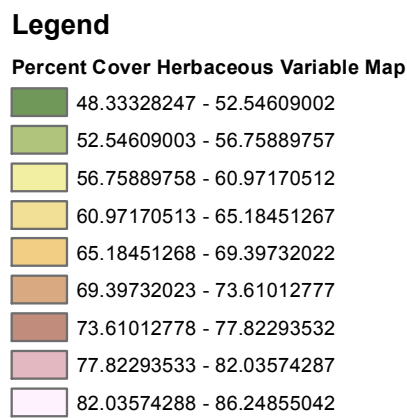 Legend
Percent Cover Herbaceous Variable Map
48.33328247 - 52.54609002
52.54609003 - 56.75889757
56.75889758 - 60.97170512
60.97170513 - 65.18451267
65.18451268 - 69.39732022
69.39732023 - 73.61012777
73.61012778 - 77.82293532
77.82293533 - 82.03574287
82.03574288 - 86.24855042